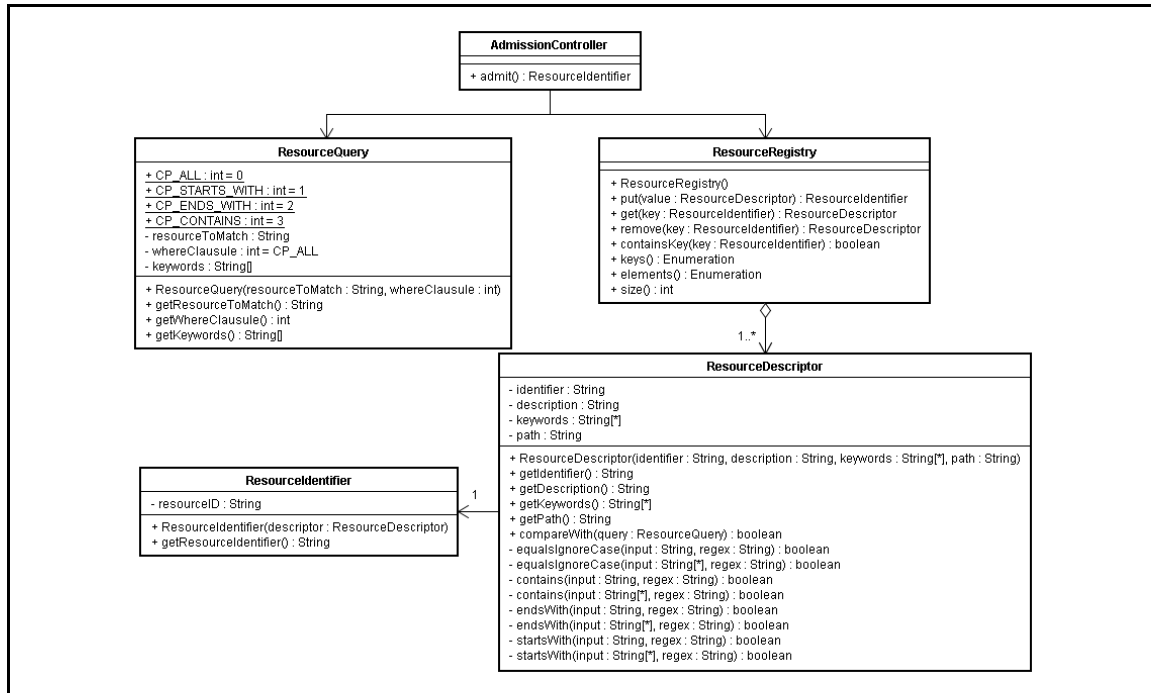 AdmissionController
+ admit() : ResourceIdentifier
ResourceQuery
+ CP_ALL : int = 0
+ CP_STARTS_WITH : int = 1
+ CP_ENDS_WITH : int = 2
+ CP_CONTAINS : int = 3
- resourceToMatch : String
- whereClausule : int = CP_ALL
- keywords : String[]
+ ResourceQuery(resourceToMatch : String, whereClausule : int)
+ getResourceToMatch() : String
+ getWhereClausule() : int
+ getKeywords() : String[]
ResourceRegistry
+ ResourceRegistry()
+ put(value : ResourceDescriptor) : ResourceIdentifier
+ get(key : ResourceIdentifier) : ResourceDescriptor
+ remove(key : ResourceIdentifier) : ResourceDescriptor
+ containsKey(key : ResourceIdentifier) : boolean
+ keys() : Enumeration
+ elements() : Enumeration
+ size() : int
1..*
ResourceDescriptor
- identifier : String
- description : String
- keywords : String[*]
- path : String
+ ResourceDescriptor(identifier : String, description : String, keywords : String[*], path : String)
+ getIdentifier() : String
+ getDescription() : String
+ getKeywords() : String[*]
+ getPath() : String
+ compareWith(query : ResourceQuery) : boolean
- equalsIgnoreCase(input : String, regex : String) : boolean
- equalsIgnoreCase(input : String[*], regex : String) : boolean
- contains(input : String, regex : String) : boolean
- contains(input : String[*], regex : String) : boolean
- endsWith(input : String, regex : String) : boolean
- endsWith(input : String[*], regex : String) : boolean
- startsWith(input : String, regex : String) : boolean
- startsWith(input : String[*], regex : String) : boolean
1
ResourceIdentifier
- resourceID : String
+ ResourceIdentifier(descriptor : ResourceDescriptor)
+ getResourceIdentifier() : String